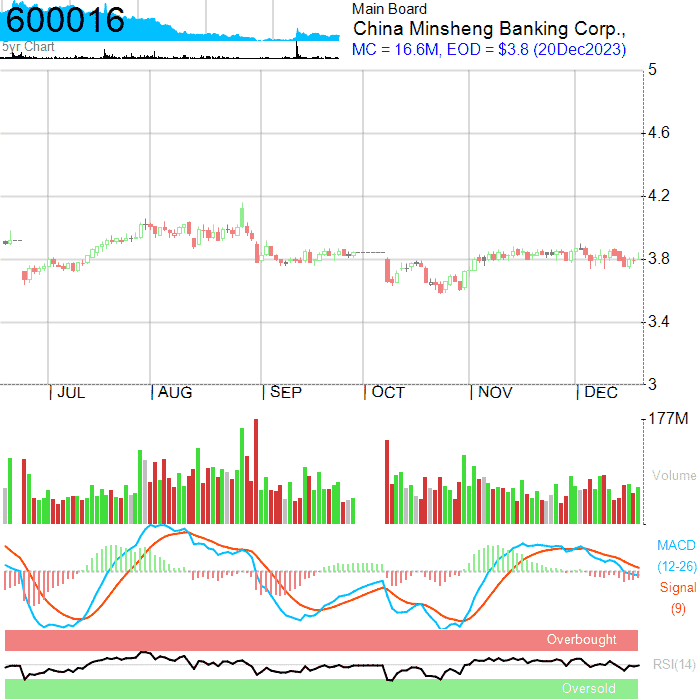 600016
5yr Chart
Main Board
China Minsheng Banking Corp.,
MC = 16.6M, EOD = $3.8 (20Dec2023)
5
4.6
4.2
3.8
3.4
3
| JUL | AUG | SEP | OCT | NOV | DEC
177M
Volume
MACD
(12-26)
Signal
(9)
Overbought
RSI(14)
Oversold